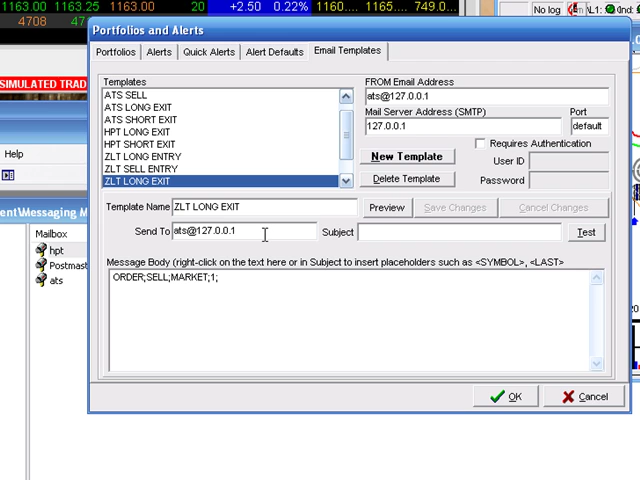 1163.00 1163.25 1163.00 20 +2.50 0.22% 1160.... 1165.... 749.0...
4708 47
No log L1:
SIMULATED TRAD
Help
ent\Messaging M
Mailbox
hpt
Postmas
ats
Portfolios and Alerts
Portfolios Alerts Quick Alerts Alert Defaults Email Templates
Templates
ATS SELL
ATS LONG EXIT
ATS SHORT EXIT
HPT LONG EXIT
HPT SHORT EXIT
ZLT LONG ENTRY
ZLT SELL ENTRY
ZLT LONG EXIT
FROM Email Address
ats@127.0.0.1
Mail Server Address (SMTP) Port
127.0.0.1 default
Requires Authentication
New Template User ID
Delete Template Password
Template Name ZLT LONG EXIT Preview Save Changes Cancel Changes
Send To ats@127.0.0.1 Subject Test
Message Body (right-click on the text here or in Subject to insert placeholders such as <SYMBOL>, <LAST>
ORDER;SELL;MARKET;1;
OK Cancel